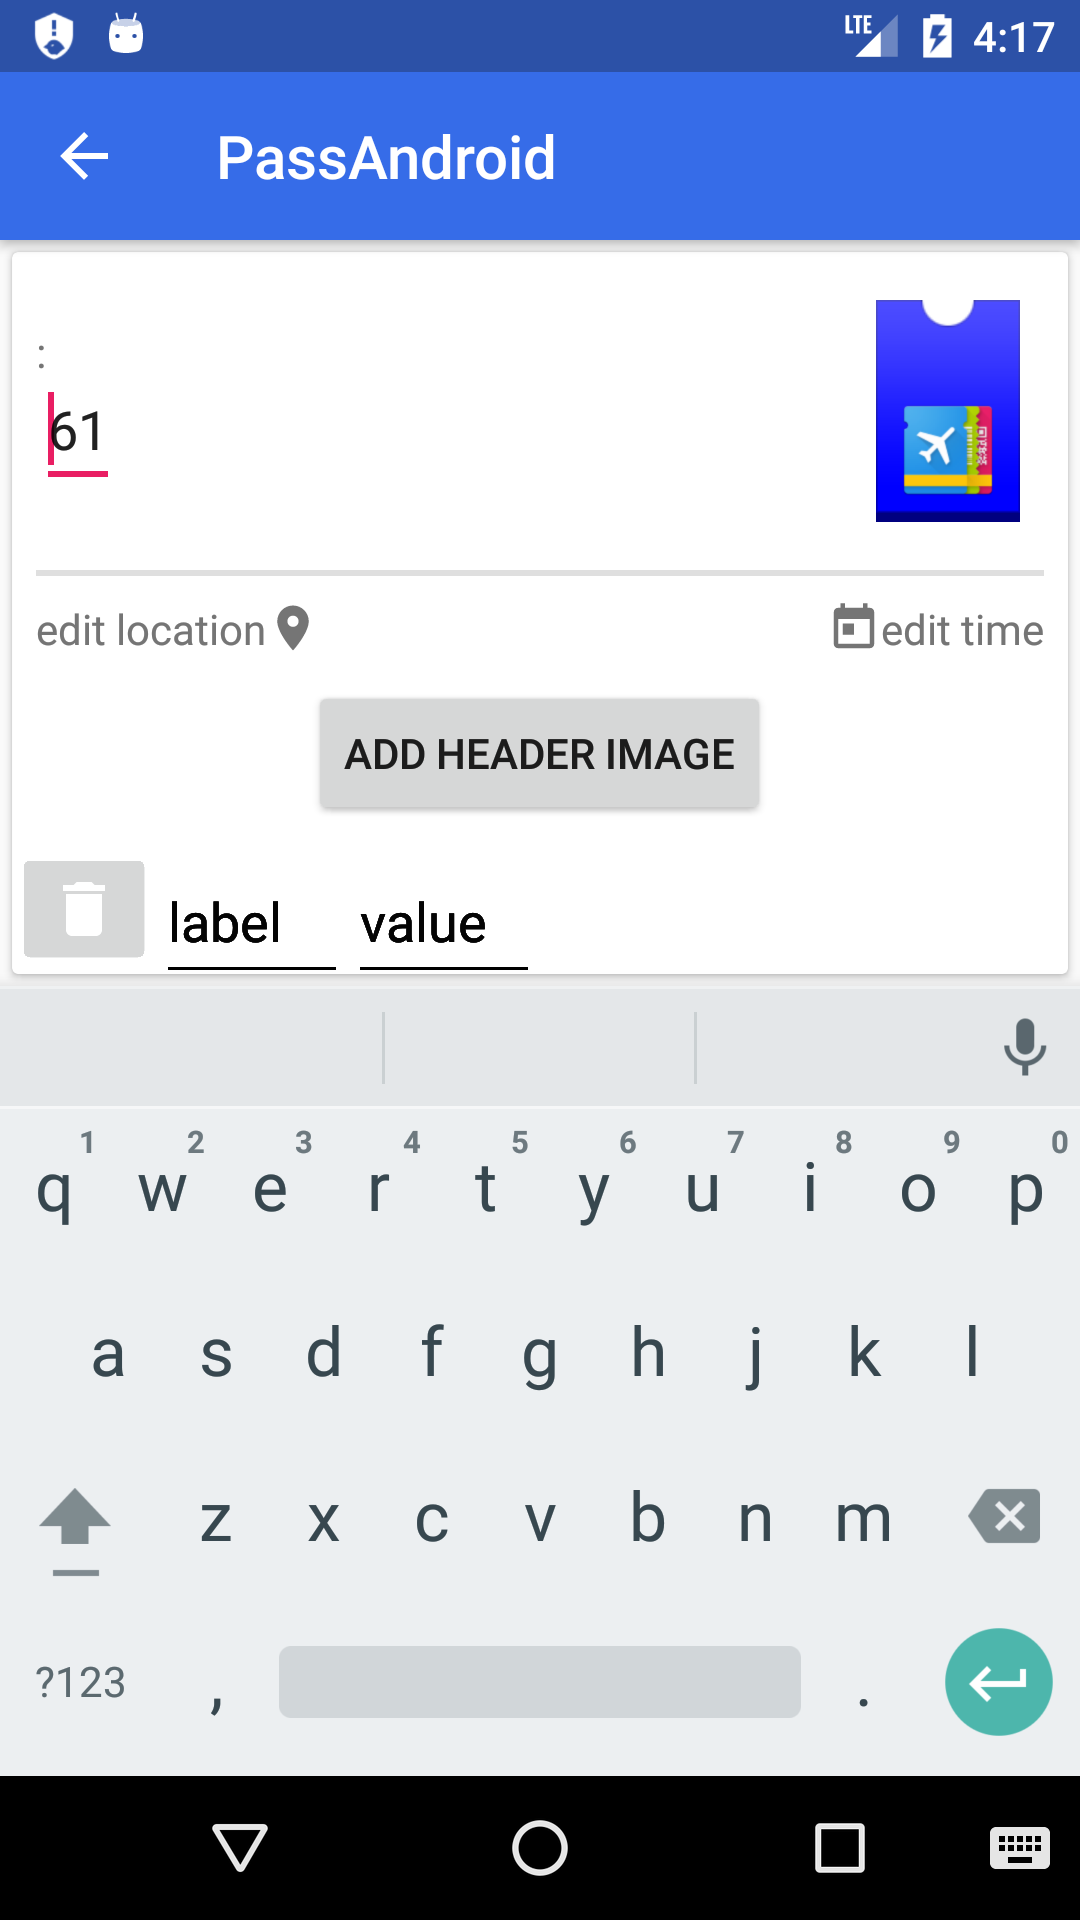 LTE 4:17
PassAndroid
:
61
edit location edit time
ADD HEADER IMAGE
label value
1 2 3 4 5 6 7 8 9 0
q w e r t y u i o p
a s d f g h j k l
z x c v b n m
?123 , .